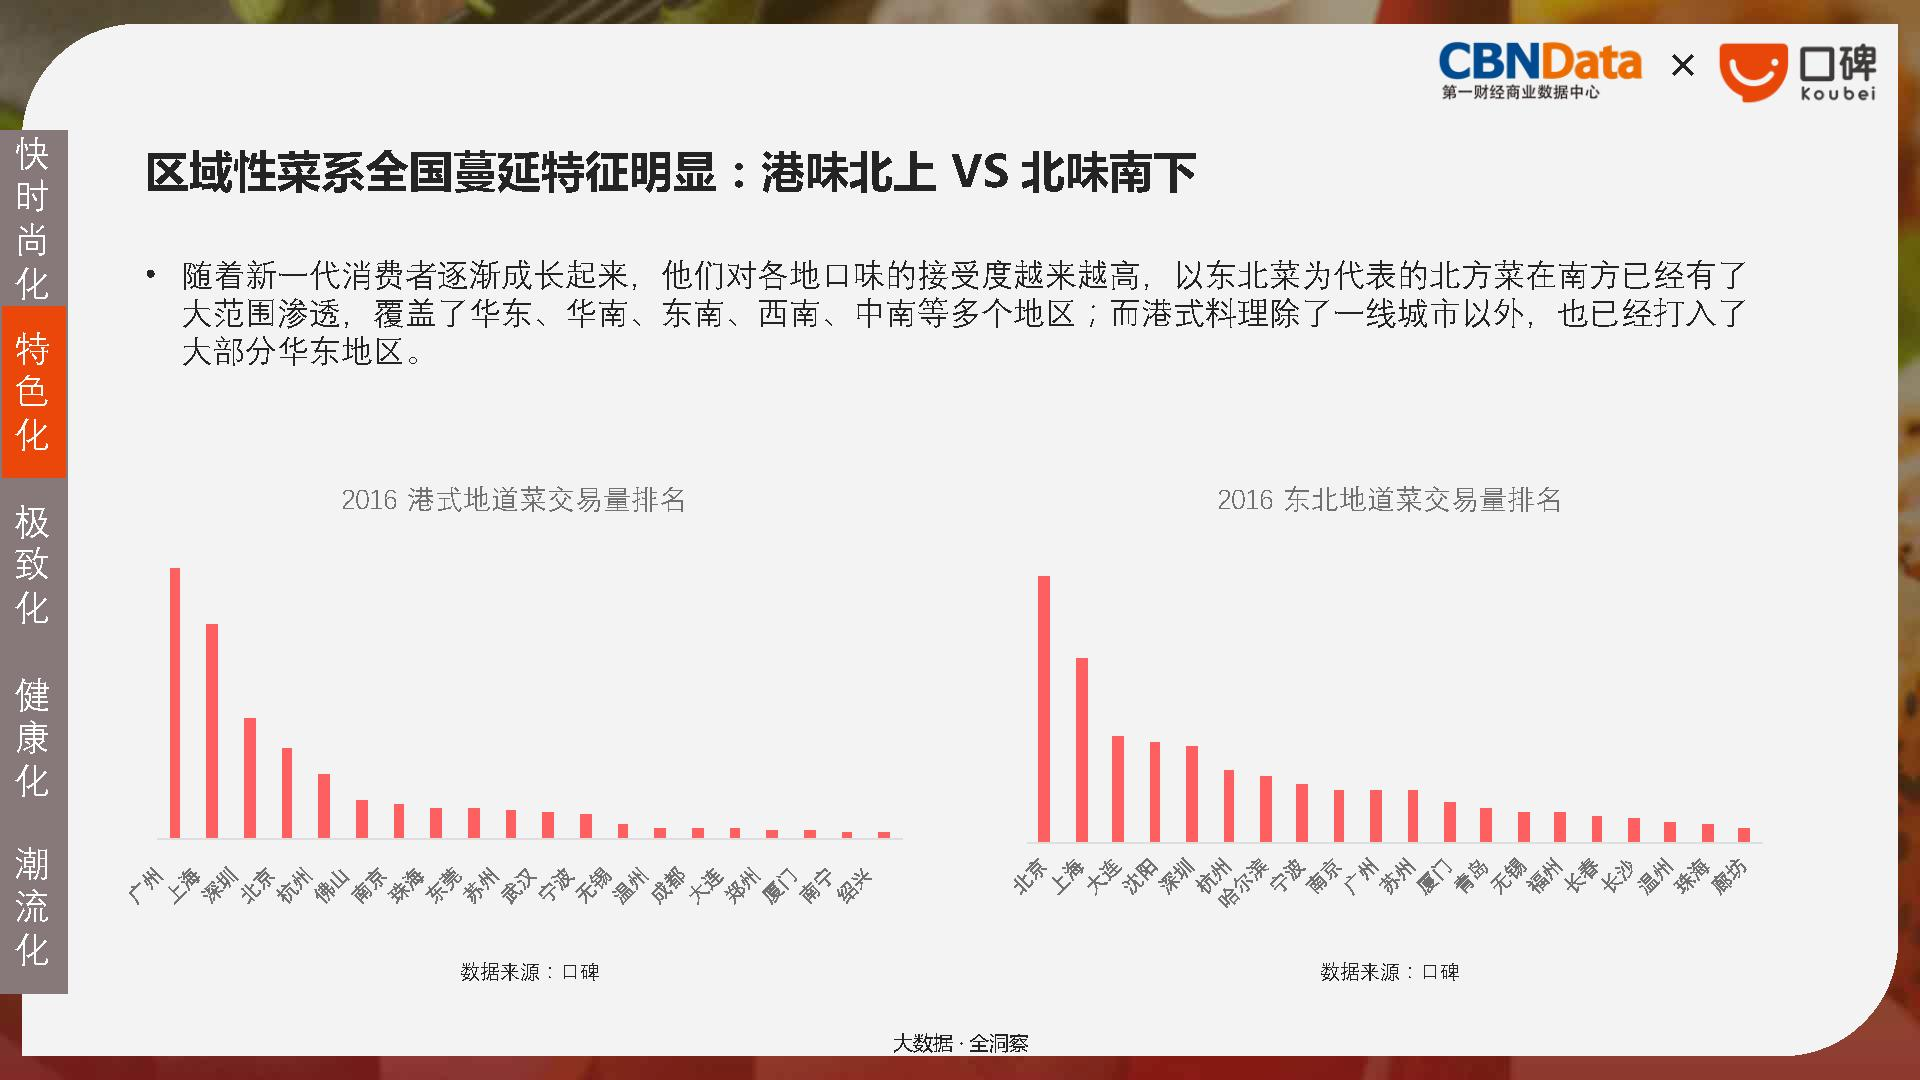 CBNData
第一财经商业数据中心
×
口碑
Koubei
快时尚化
特色化
极致化
健康化
潮流化
区域性菜系全国蔓延特征明显：港味北上 VS 北味南下
• 随着新一代消费者逐渐成长起来，他们对各地口味的接受度越来越高，以东北菜为代表的北方菜在南方已经有了
大范围渗透，覆盖了华东、华南、东南、西南、中南等多个地区；而港式料理除了一线城市以外，也已经打入了
大部分华东地区。
2016 港式地道菜交易量排名
广州 上海 深圳 北京 杭州 佛山 南京 珠海 东莞 苏州 武汉 宁波 无锡 温州 成都 大连 郑州 厦门 南宁 绍兴
数据来源：口碑
2016 东北地道菜交易量排名
北京 上海 大连 沈阳 深圳 杭州 哈尔滨 宁波 南京 广州 苏州 厦门 青岛 无锡 福州 长春 长沙 温州 珠海 廊坊
数据来源：口碑
大数据·全洞察